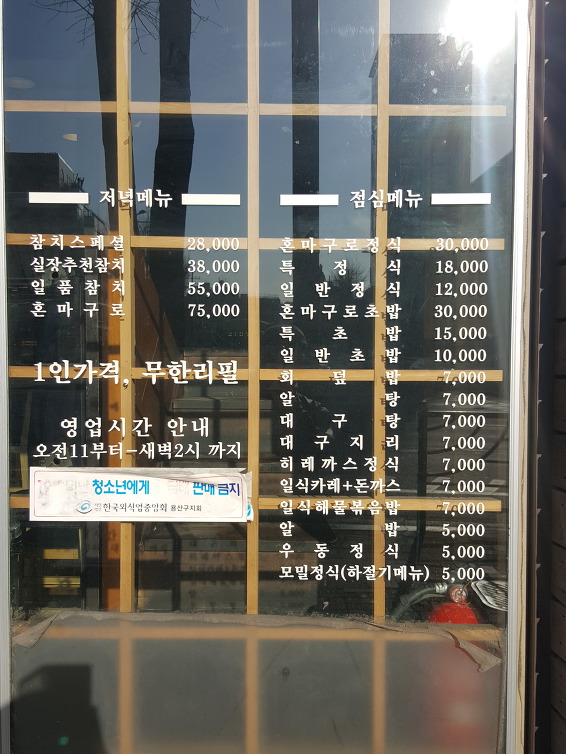 저녁메뉴
참치스페셜 28,000
실장추천참치 38,000
일품참치 55,000
혼마구로 75,000
1인가격, 무한리필
영업시간 안내
오전11부터-새벽2시 까지
청소년에게 판매금지
한국외식업중앙회 용산구지회
점심메뉴
혼마구로정식 30,000
특정식 18,000
일반정식 12,000
혼마구로초밥 30,000
특초밥 15,000
일반초밥 10,000
회덮밥 7,000
알탕 7,000
대구탕 7,000
대구지리 7,000
히레까스정식 7,000
일식카레+돈까스 7,000
일식해물볶음밥 7,000
알밥 5,000
우동정식 5,000
모밀정식(하절기메뉴) 5,000